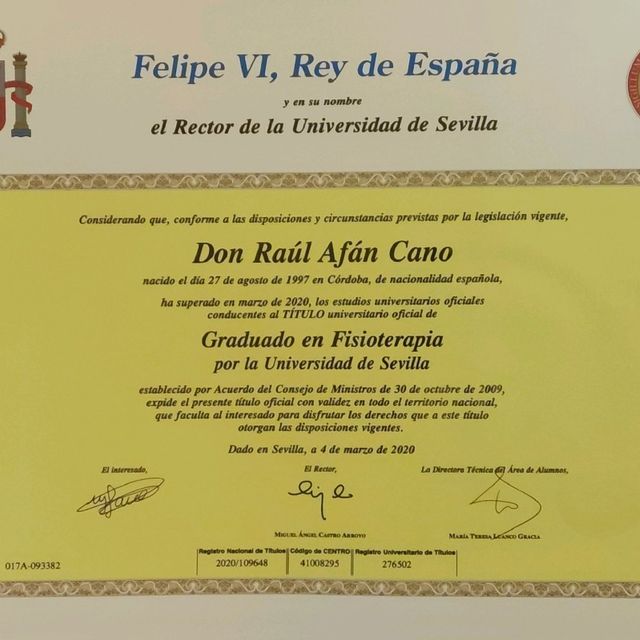 Felipe VI, Rey de España
y en su nombre
el Rector de la Universidad de Sevilla
Considerando que, conforme a las disposiciones y circunstancias previstas por la legislación vigente,
Don Raúl Afán Cano
nacido el día 27 de agosto de 1997 en Córdoba, de nacionalidad española,
ha superado en marzo de 2020, los estudios universitarios oficiales
conducentes al TÍTULO universitario oficial de
Graduado en Fisioterapia
por la Universidad de Sevilla
establecido por Acuerdo del Consejo de Ministros de 30 de octubre de 2009,
expide el presente título oficial con validez en todo el territorio nacional,
que faculta al interesado para disfrutar los derechos que a este título
otorgan las disposiciones vigentes.
Dado en Sevilla, a 4 de marzo de 2020
El interesado, El Rector, La Directora Técnica del Área de Alumnos,
Miguel Ángel Castro Arroyo María Teresa Luanco Gracia
Registro Nacional de Títulos Código de CENTRO Registro Universitario de Títulos
017A-093382 2020/109648 41008295 276502